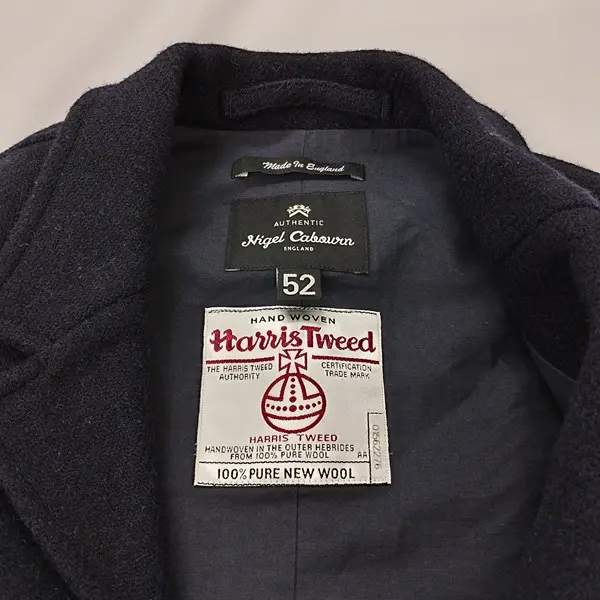 Made In England
AUTHENTIC
Nigel Cabourn
ENGLAND
52
HAND WOVEN
Harris Tweed
THE HARRIS TWEED
AUTHORITY
CERTIFICATION
TRADE MARK
HARRIS TWEED
HANDWOVEN IN THE OUTER HEBRIDES
FROM 100% PURE WOOL
AA
100% PURE NEW WOOL